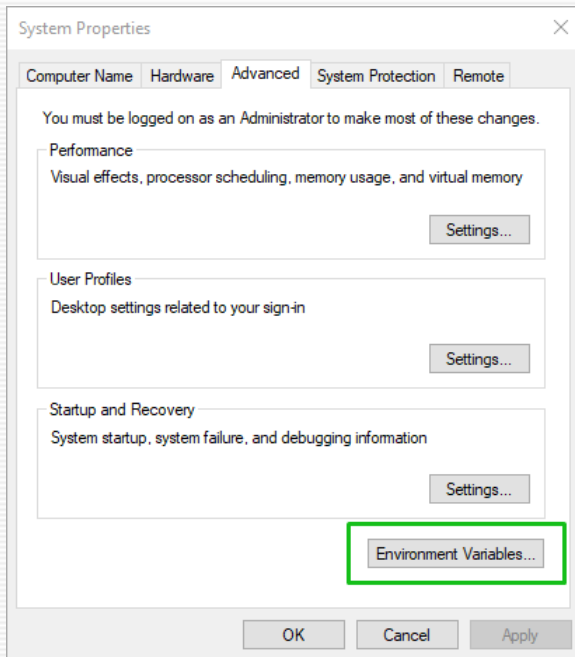 System Properties
Computer Name Hardware Advanced System Protection Remote
You must be logged on as an Administrator to make most of these changes.
Performance
Visual effects, processor scheduling, memory usage, and virtual memory
Settings...
User Profiles
Desktop settings related to your sign-in
Settings...
Startup and Recovery
System startup, system failure, and debugging information
Settings...
Environment Variables...
OK Cancel Apply